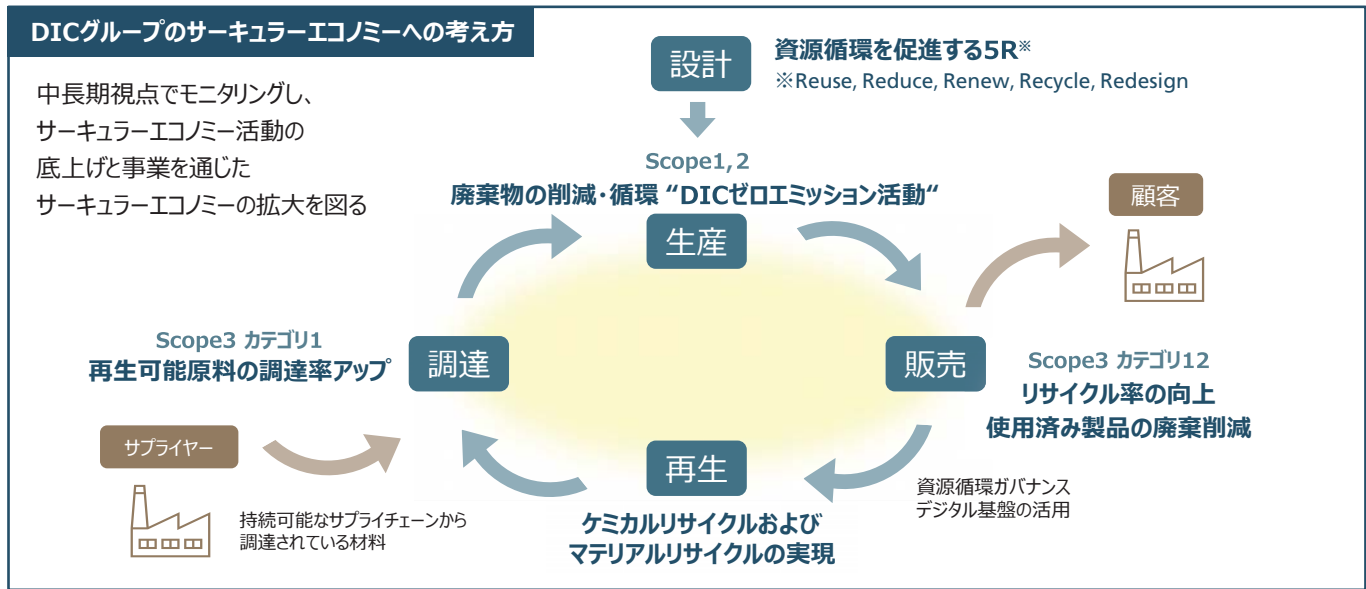 DICグループのサーキュラーエコノミーへの考え方
中長期視点でモニタリングし、
サーキュラーエコノミー活動の
底上げと事業を通じた
サーキュラーエコノミーの拡大を図る
設計
資源循環を促進する5R※
※Reuse, Reduce, Renew, Recycle, Redesign
Scope1, 2
廃棄物の削減・循環 “DICゼロエミッション活動“
生産
顧客
Scope3 カテゴリ1
再生可能原料の調達率アップ
調達
販売
Scope3 カテゴリ12
リサイクル率の向上
使用済み製品の廃棄削減
サプライヤー
持続可能なサプライチェーンから
調達されている材料
再生
ケミカルリサイクルおよび
マテリアルリサイクルの実現
資源循環ガバナンス
デジタル基盤の活用